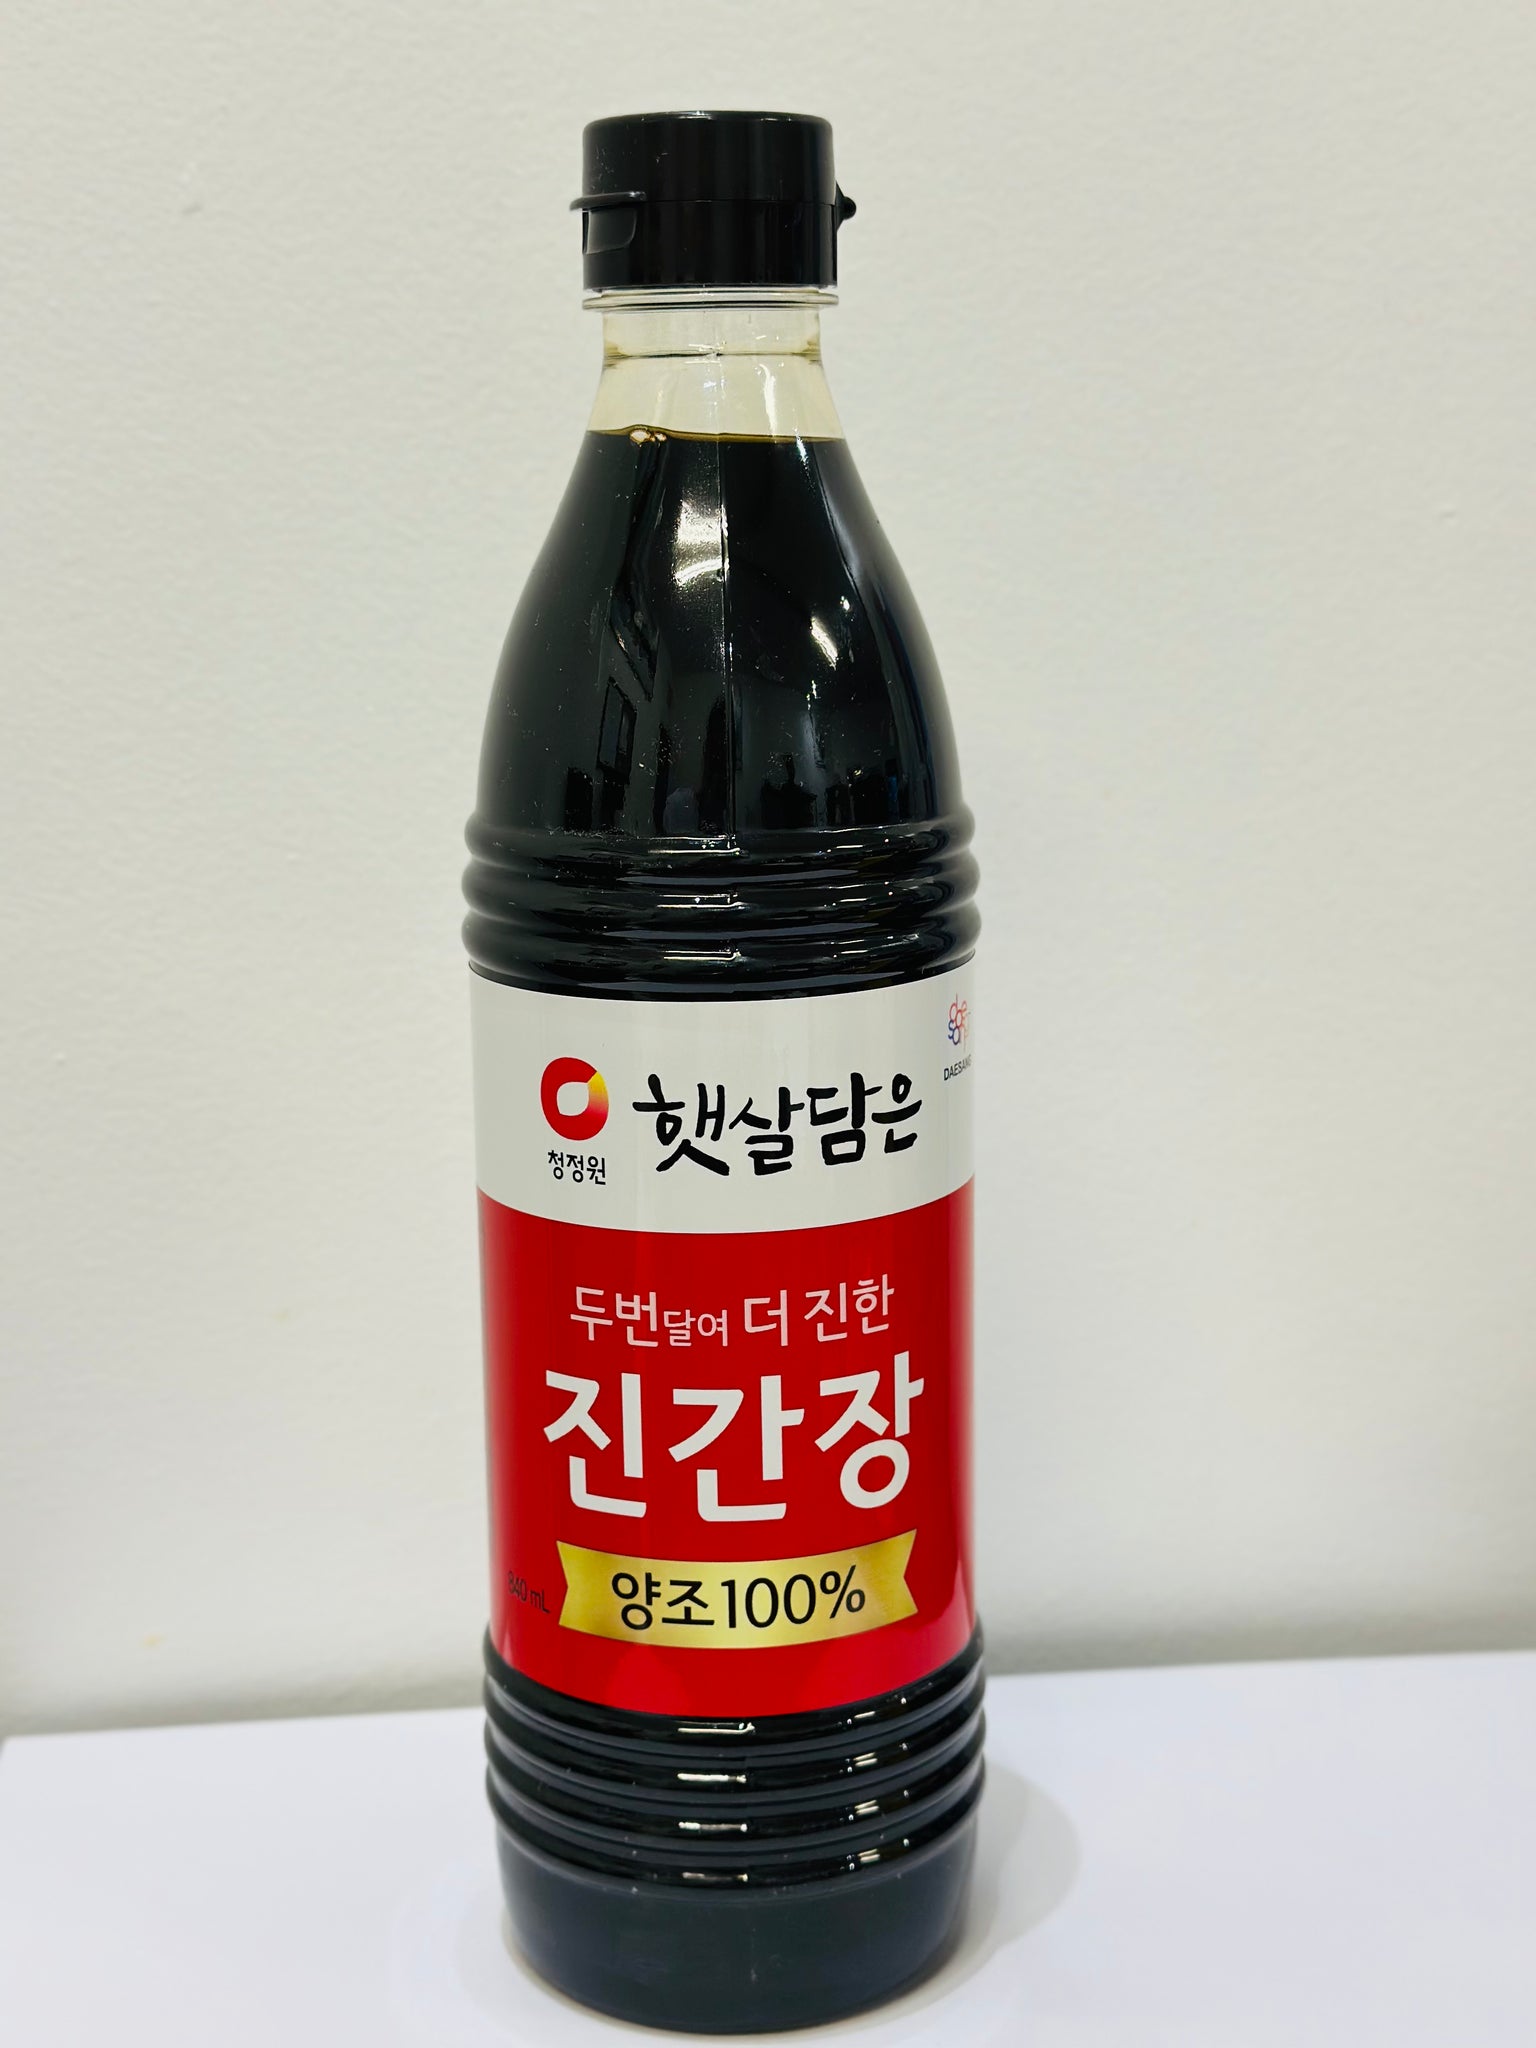 햇살담은
청정원
DAESANG
두번달여 더 진한
진간장
양조100%
840 mL